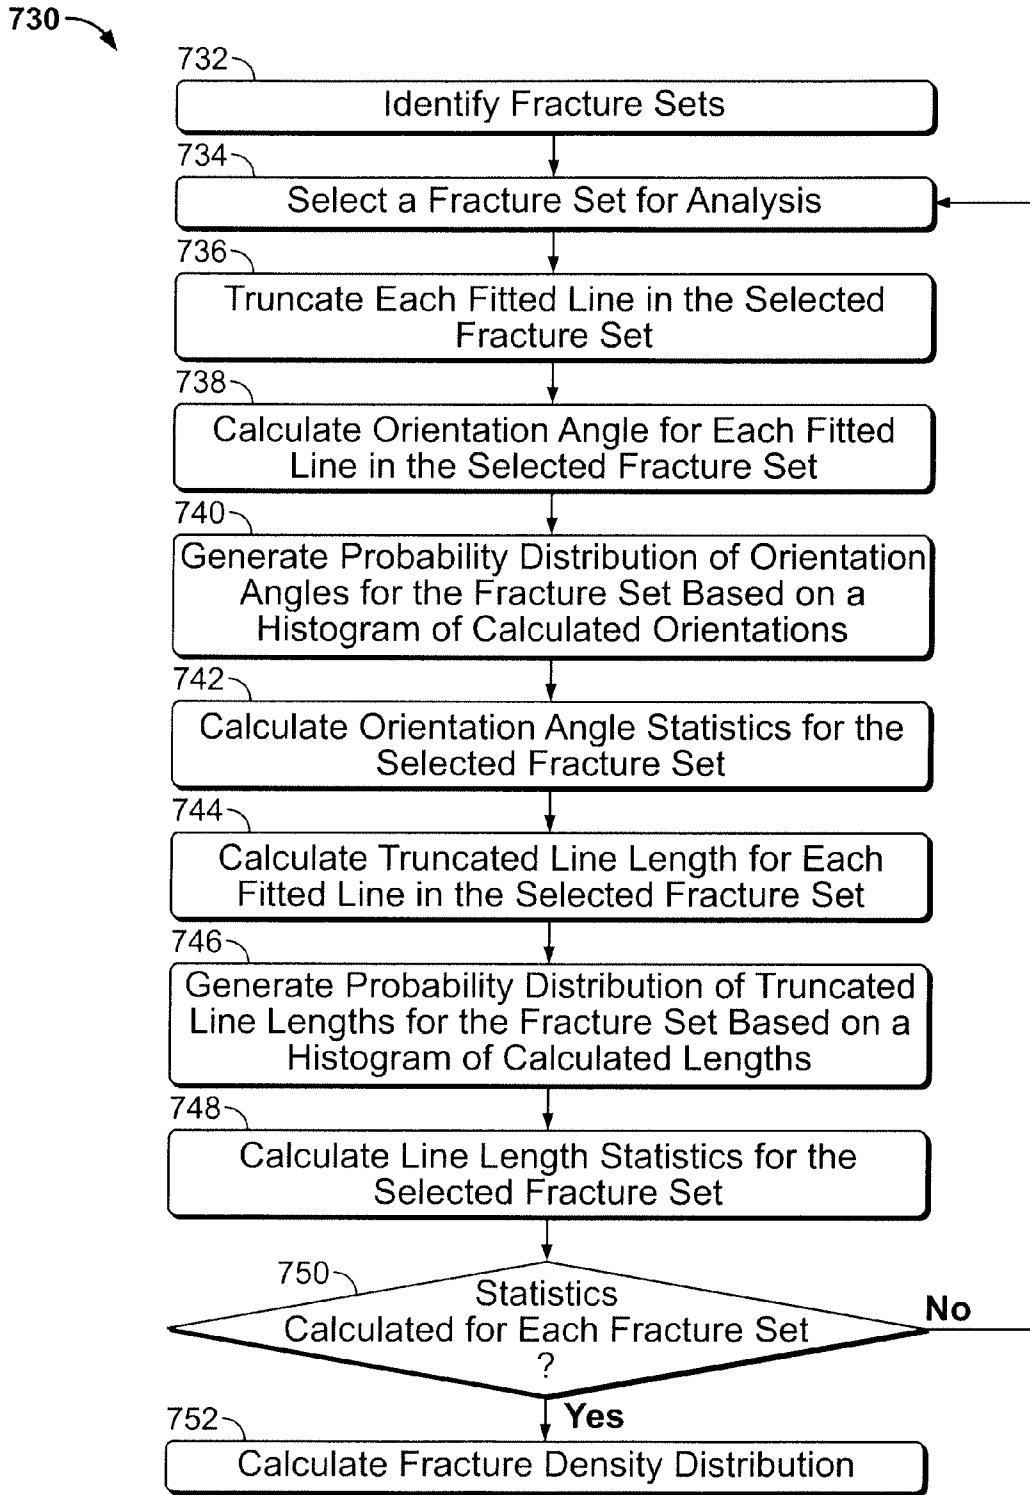 730
732
Identify Fracture Sets
734
Select a Fracture Set for Analysis
736
Truncate Each Fitted Line in the Selected
Fracture Set
738
Calculate Orientation Angle for Each Fitted
Line in the Selected Fracture Set
740
Generate Probability Distribution of Orientation
Angles for the Fracture Set Based on a
Histogram of Calculated Orientations
742
Calculate Orientation Angle Statistics for the
Selected Fracture Set
744
Calculate Truncated Line Length for Each
Fitted Line in the Selected Fracture Set
746
Generate Probability Distribution of Truncated
Line Lengths for the Fracture Set Based on a
Histogram of Calculated Lengths
748
Calculate Line Length Statistics for the
Selected Fracture Set
750
Statistics
Calculated for Each Fracture Set
?
No
Yes
752
Calculate Fracture Density Distribution